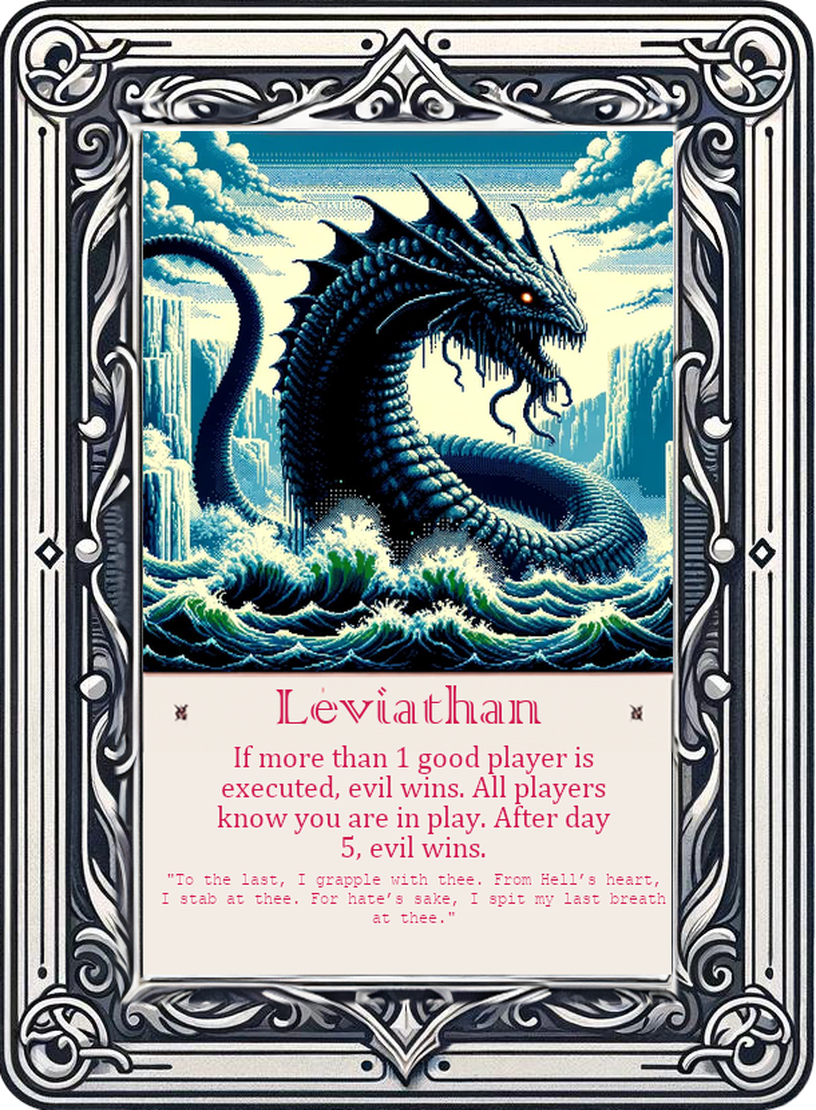 Leviathan
If more than 1 good player is
executed, evil wins. All players
know you are in play. After day
5, evil wins.
"To the last, I grapple with thee. From Hell’s heart,
I stab at thee. For hate’s sake, I spit my last breath
at thee."